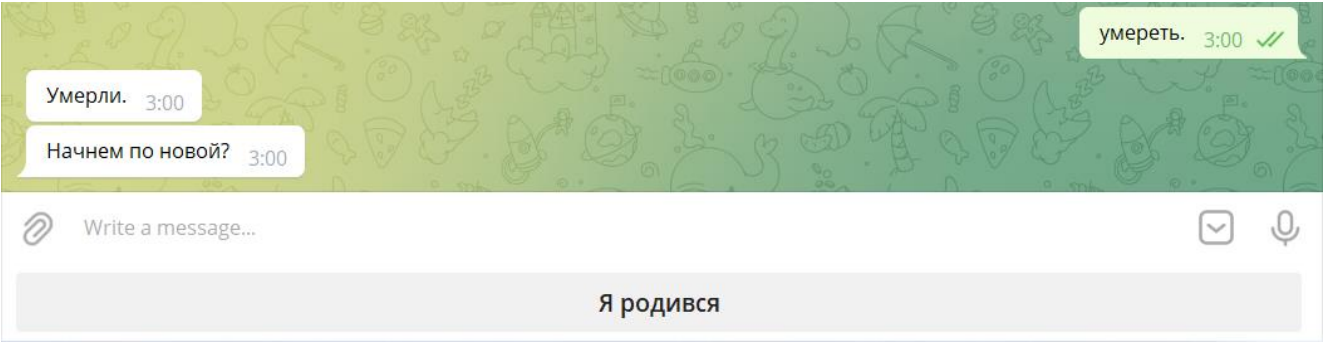 умереть. 3:00
Умерли. 3:00
Начнем по новой? 3:00
Write a message...
Я родився